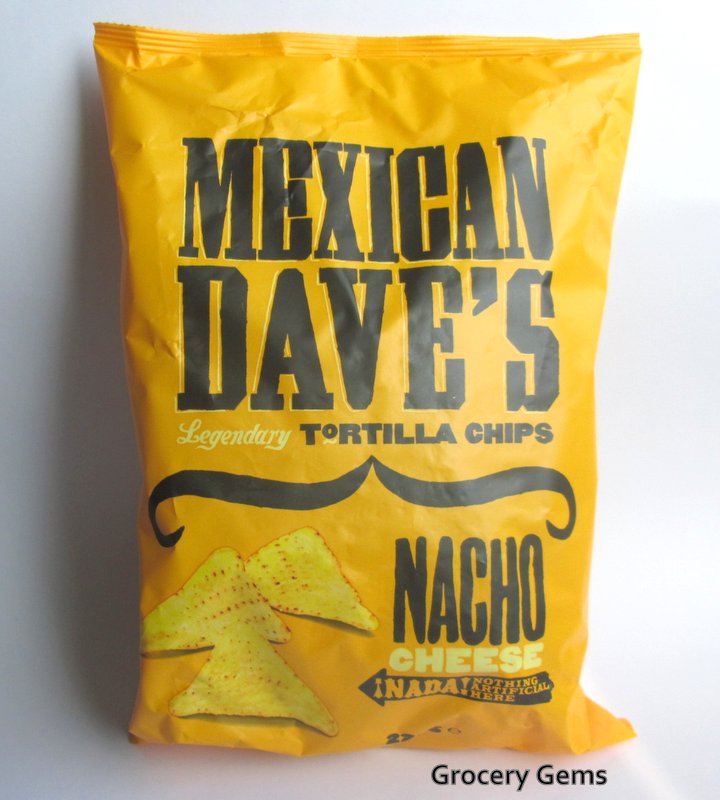 MEXICAN
DAVE'S
Legendary TORTILLA CHIPS
NACHO
CHEESE
¡NADA! NOTHING
ARTIFICIAL
HERE
Grocery Gems